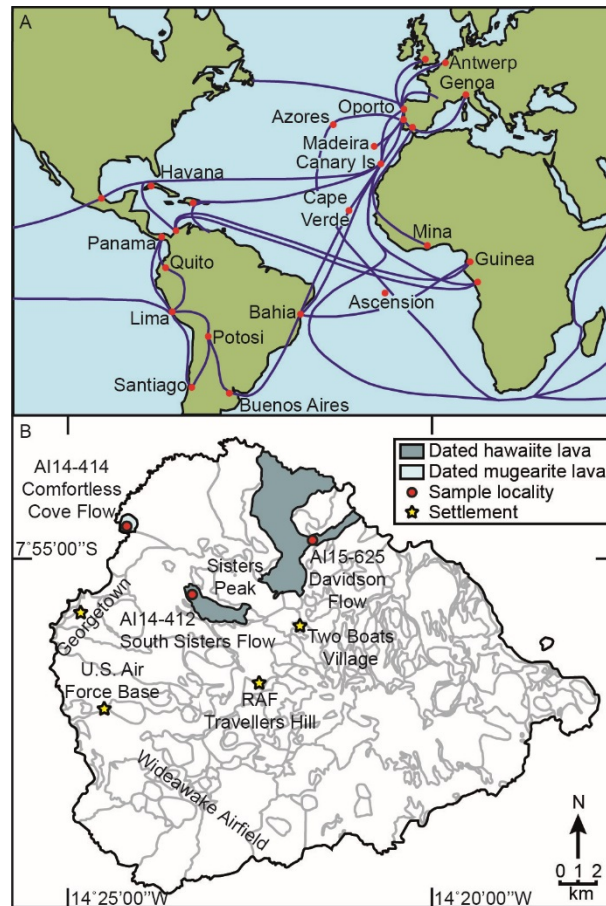 A
Antwerp
Genoa
Oporto
Azores
Madeira
Canary Is
Havana
Cape
Verde
Mina
Panama
Guinea
Quito
Ascension
Bahia
Lima
Potosi
Santiago
Buenos Aires
B
Dated hawaiite lava
Dated mugearite lava
Sample locality
Settlement
AI14-414
Comfortless
Cove Flow
7°55'00"S
Sisters
Peak
AI15-625
Davidson
Flow
Georgetown
AI14-412
South Sisters Flow
Two Boats
Village
U.S. Air
Force Base
RAF
Travellers Hill
Wideawake Airfield
N
0 1 2
km
14°25'00"W
14°20'00"W